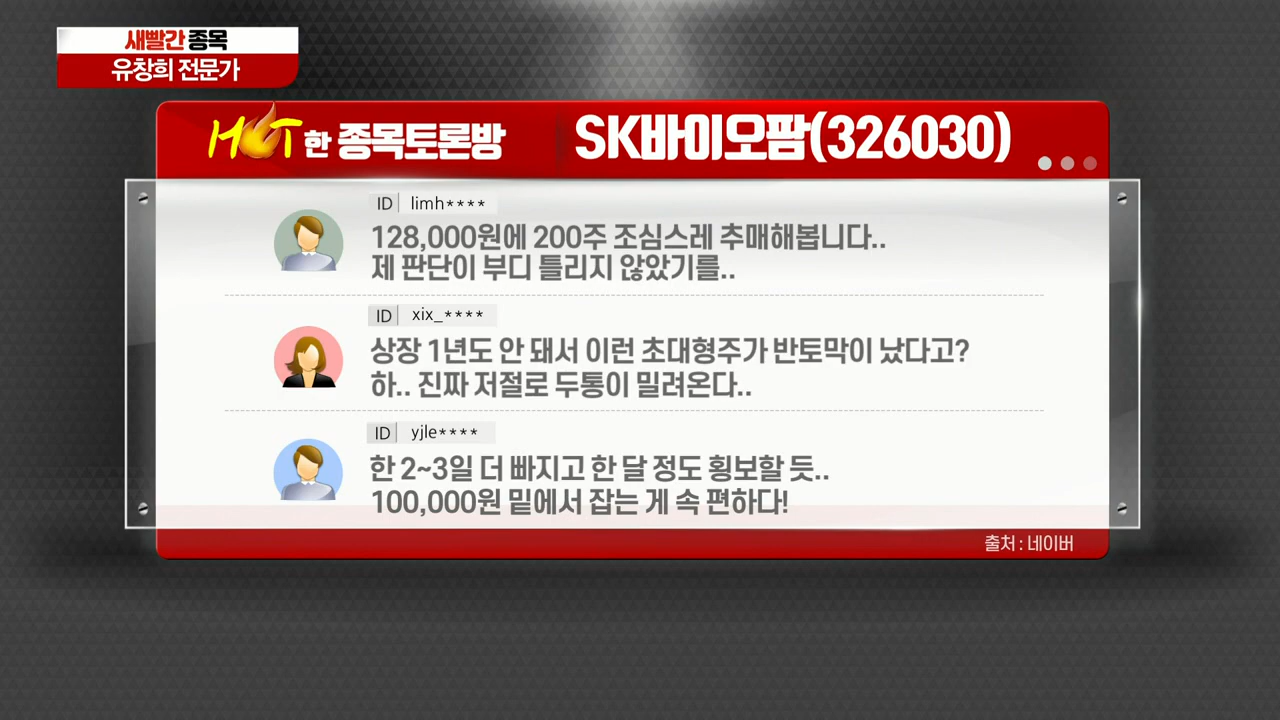 새빨간 종목
유창희 전문가
HOT한 종목토론방
SK바이오팜(326030)
ID limh****
128,000원에 200주 조심스레 추매해봅니다..
제 판단이 부디 틀리지 않았기를..
ID xix_****
상장 1년도 안 돼서 이런 초대형주가 반토막이 났다고?
하.. 진짜 저절로 두통이 밀려온다..
ID yjle****
한 2~3일 더 빠지고 한 달 정도 횡보할 듯..
100,000원 밑에서 잡는 게 속 편하다!
출처 : 네이버